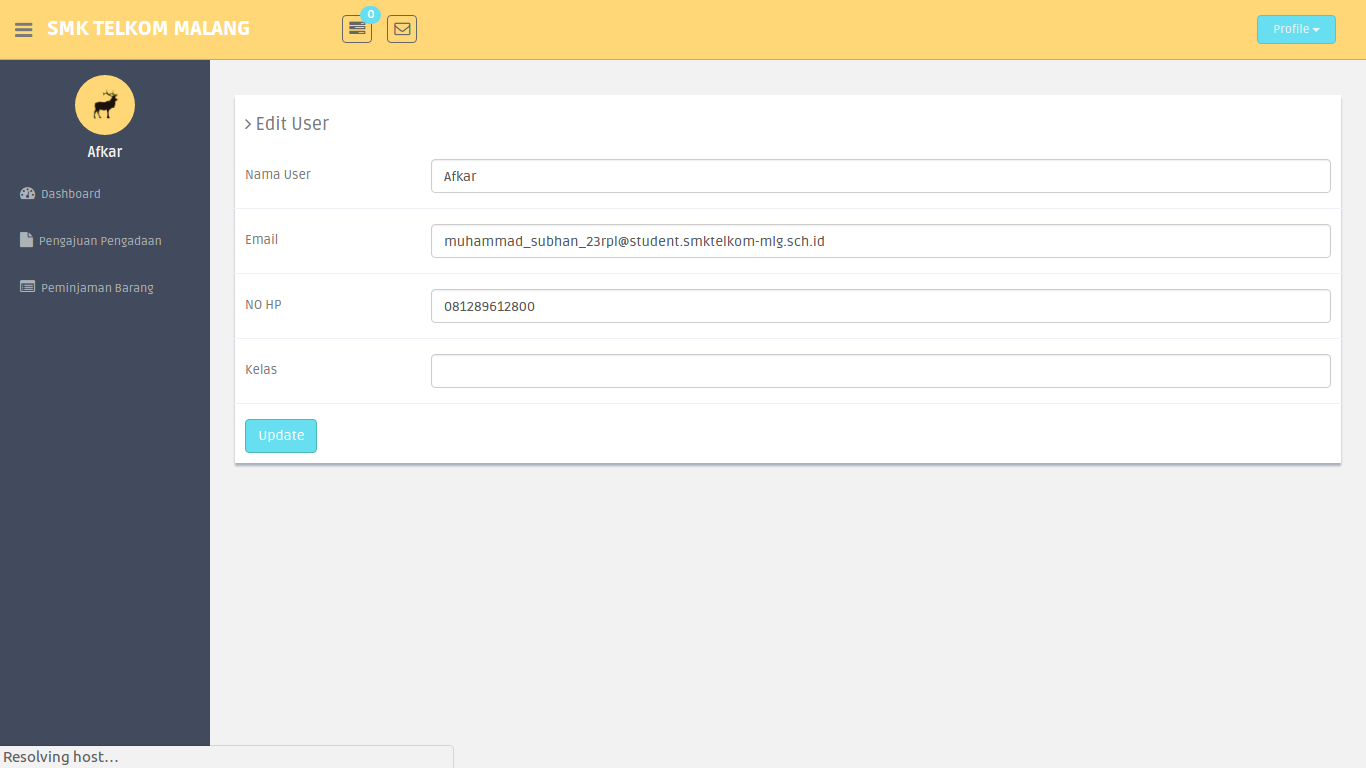 SMK TELKOM MALANG
0
Profile
Afkar
Dashboard
Pengajuan Pengadaan
Peminjaman Barang
Edit User
Nama User
Afkar
Email
muhammad_subhan_23rpl@student.smktelkom-mlg.sch.id
NO HP
081289612800
Kelas
Update
Resolving host...